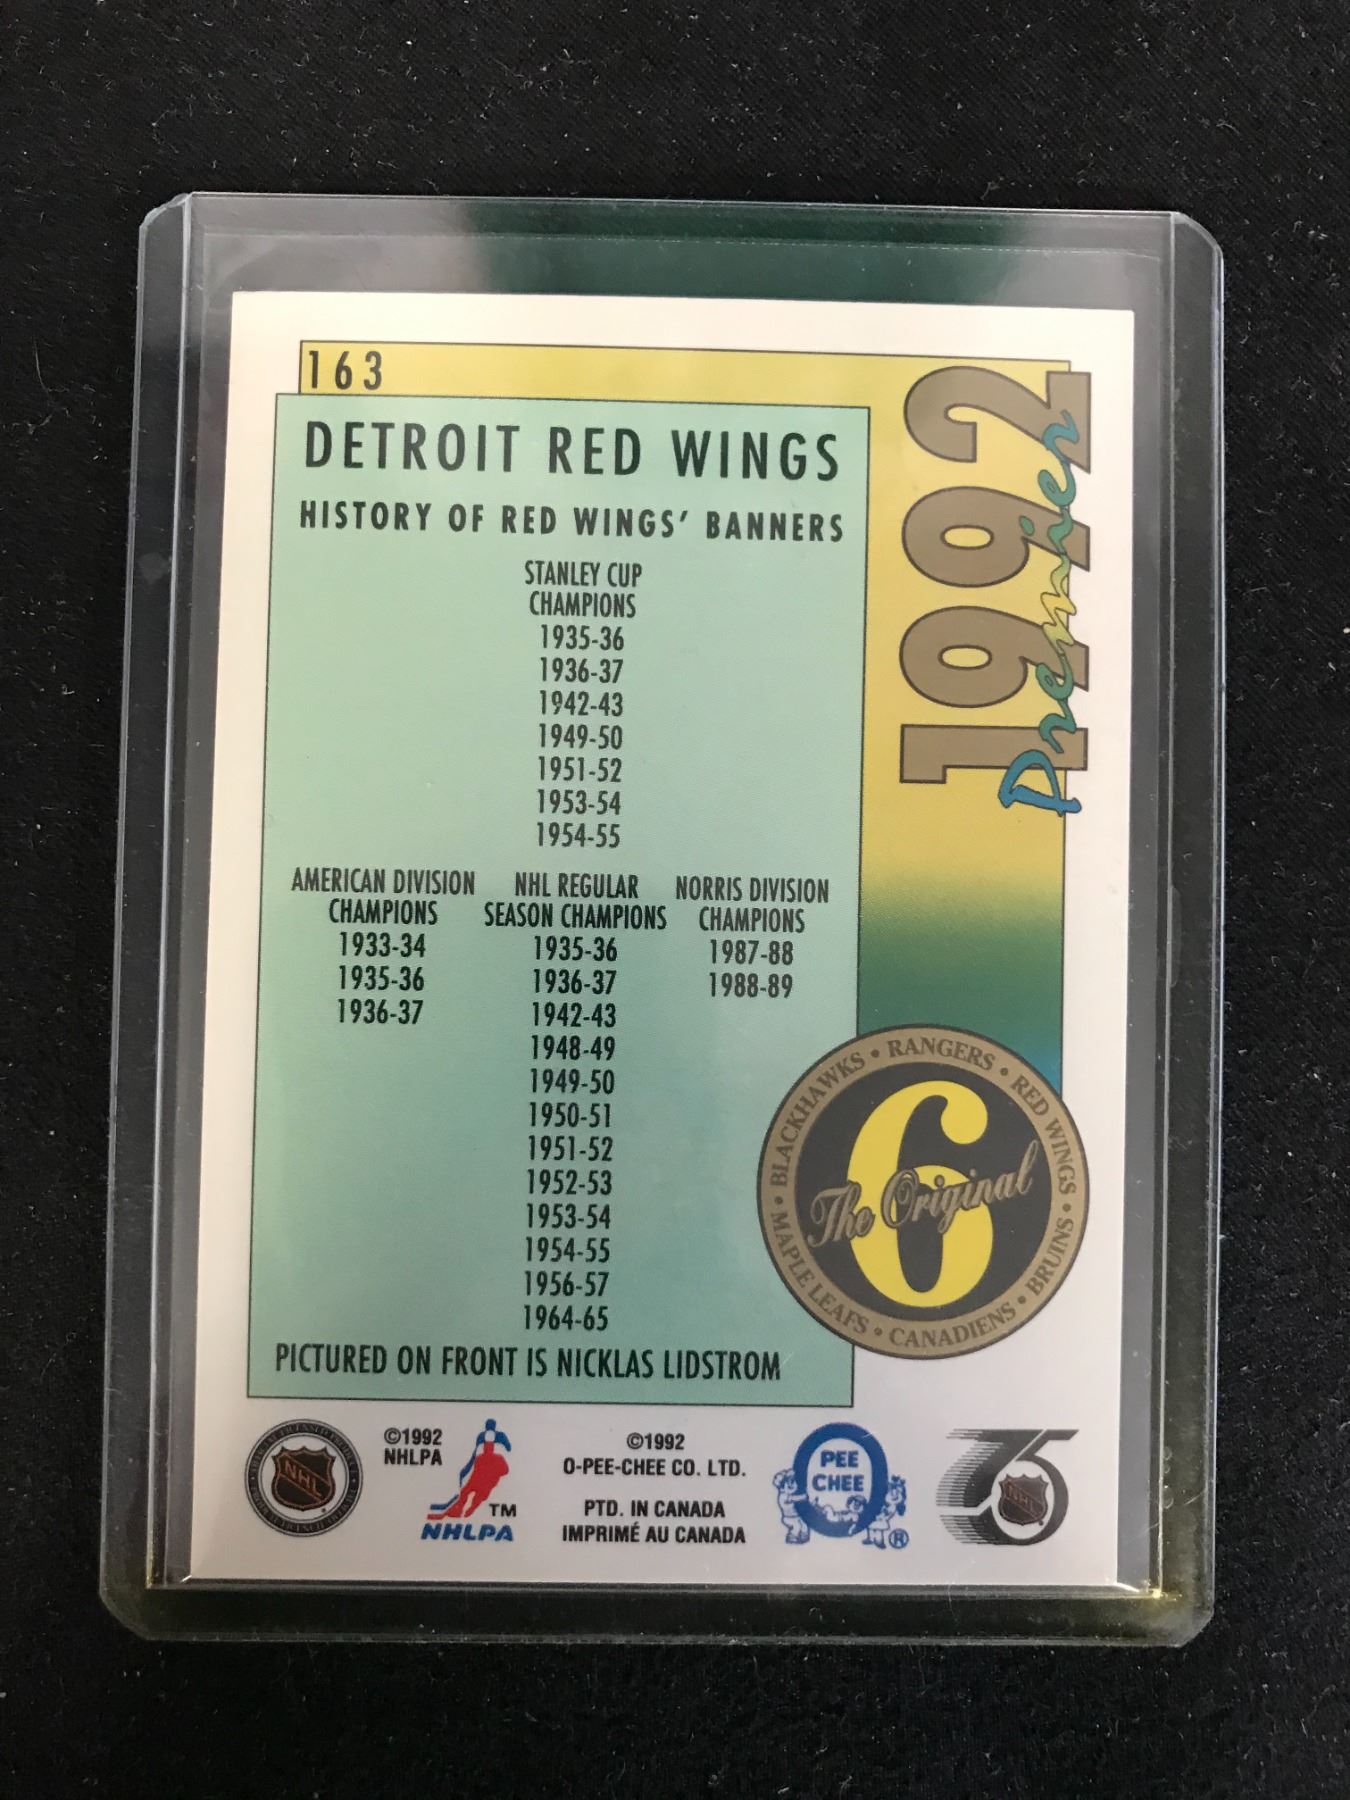 163
DETROIT RED WINGS
HISTORY OF RED WINGS' BANNERS
STANLEY CUP
CHAMPIONS
1935-36
1936-37
1942-43
1949-50
1951-52
1953-54
1954-55
AMERICAN DIVISION
CHAMPIONS
1933-34
1935-36
1936-37
NHL REGULAR
SEASON CHAMPIONS
1935-36
1936-37
1942-43
1948-49
1949-50
1950-51
1951-52
1952-53
1953-54
1954-55
1956-57
1964-65
NORRIS DIVISION
CHAMPIONS
1987-88
1988-89
PICTURED ON FRONT IS NICKLAS LIDSTROM
1992
Premier
BLACKHAWKS • RANGERS • RED WINGS • BRUINS • CANADIENS • MAPLE LEAFS •
6
The Original
NHL
©1992
NHLPA
TM
NHLPA
©1992
O-PEE-CHEE CO. LTD.
PTD. IN CANADA
IMPRIMÉ AU CANADA
PEE
CHEE
®
75
NHL